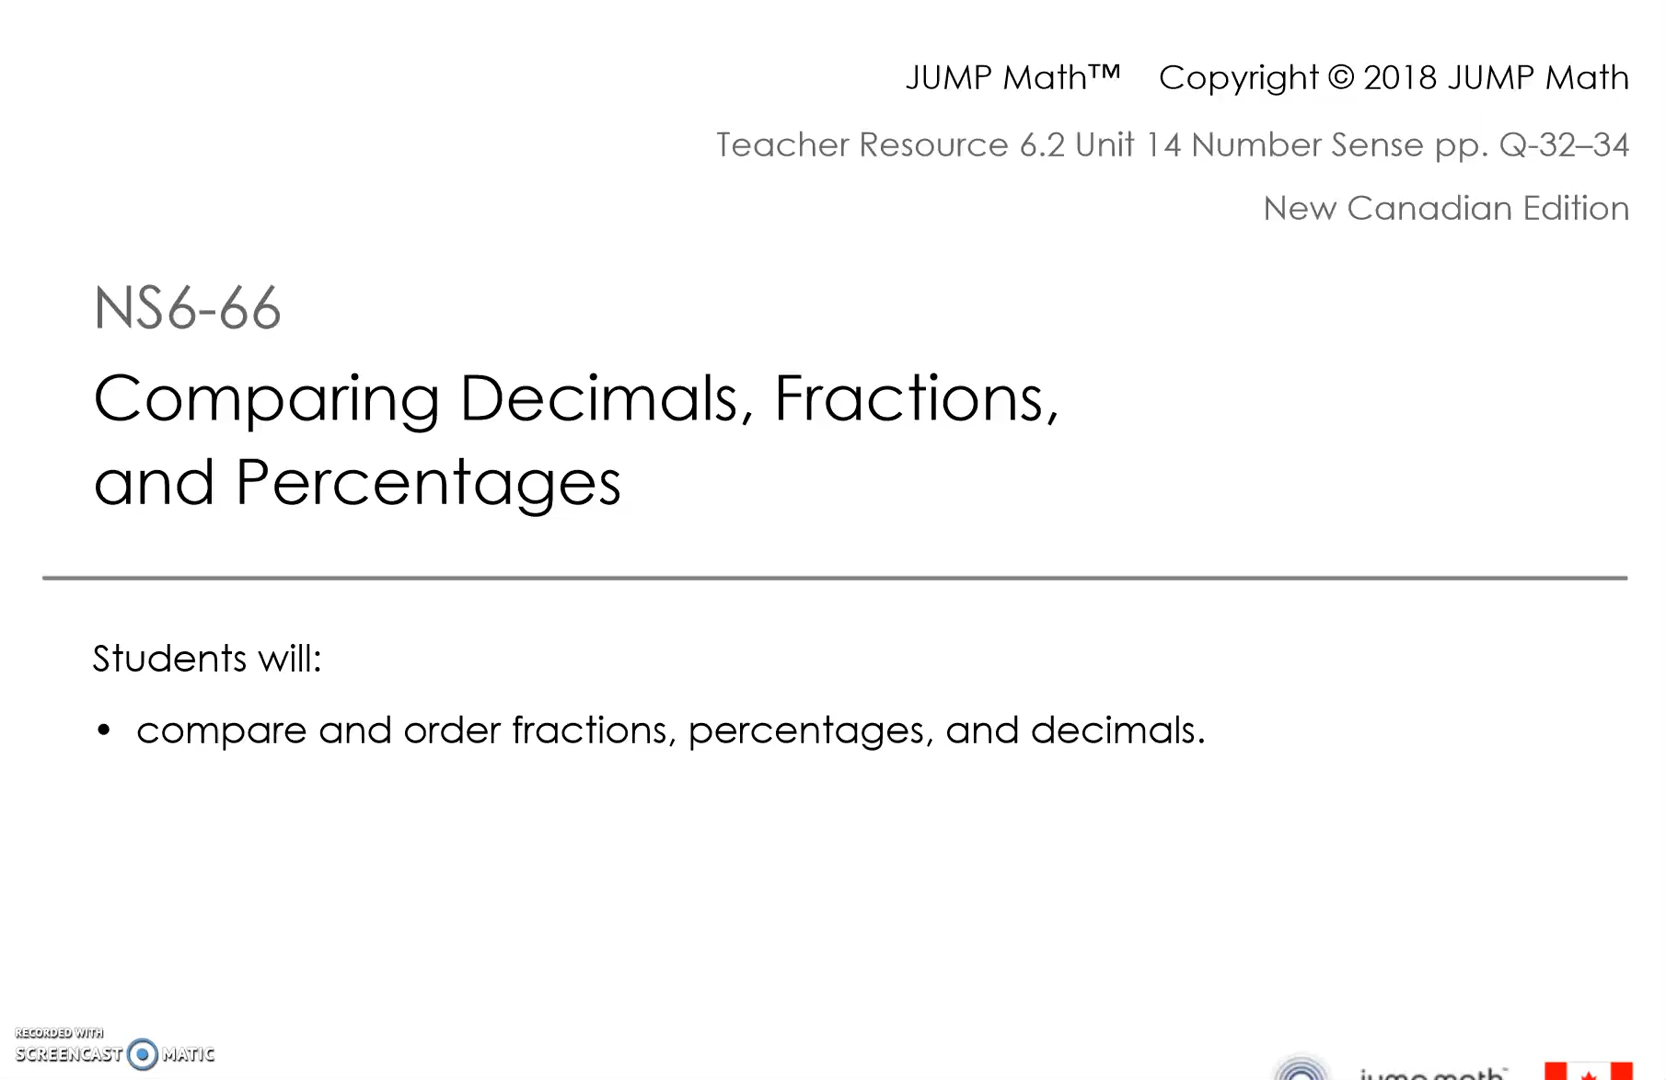 JUMP Math™ Copyright © 2018 JUMP Math
Teacher Resource 6.2 Unit 14 Number Sense pp. Q-32–34
New Canadian Edition
NS6-66
Comparing Decimals, Fractions,
and Percentages
Students will:
• compare and order fractions, percentages, and decimals.
RECORDED WITH
SCREENCAST MATIC
jump math™